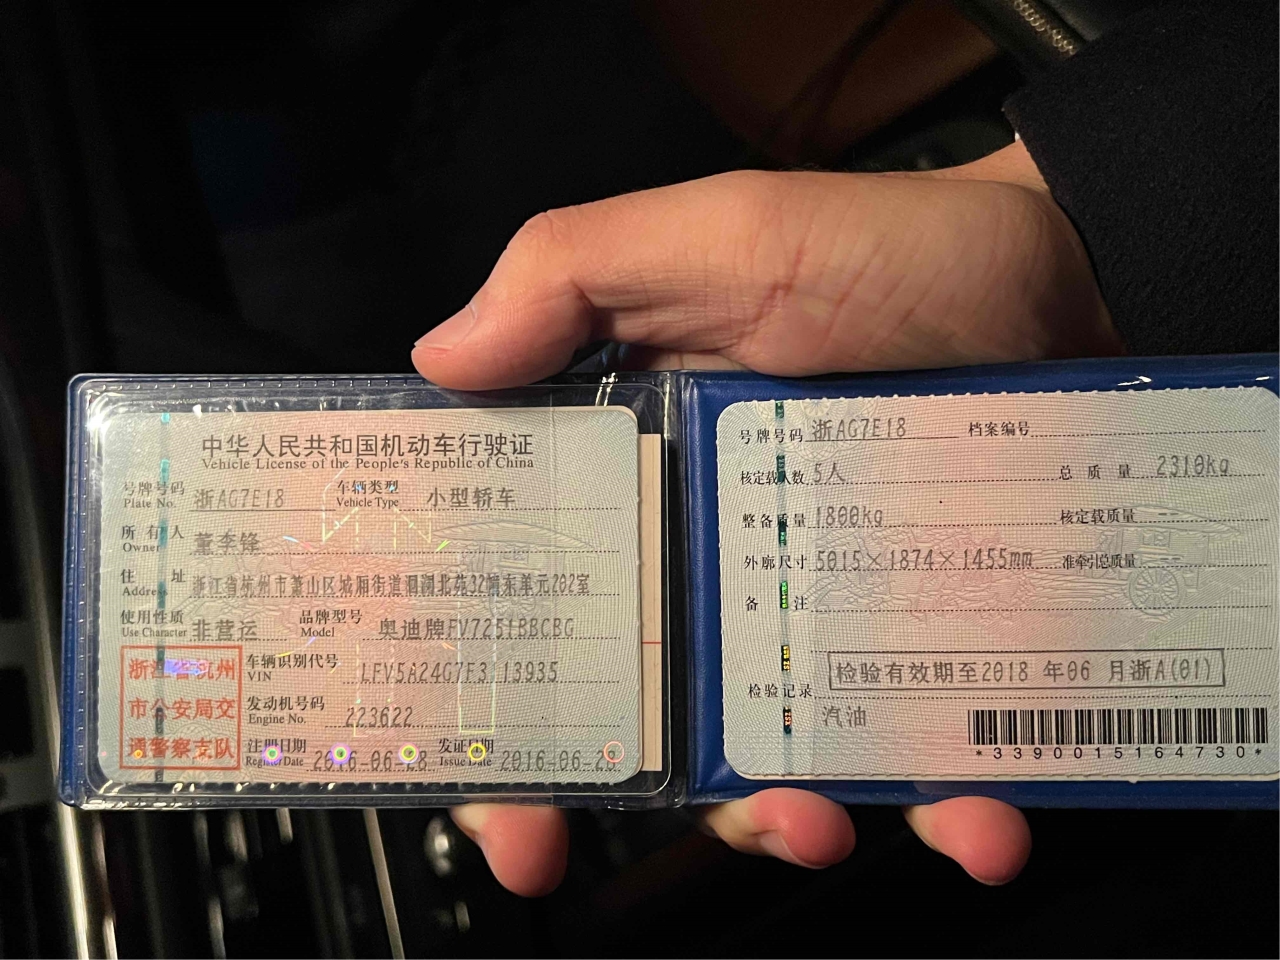 中华人民共和国机动车行驶证
Vehicle License of the People's Republic of China
号牌号码 浙AG7E18 车辆类型 小型轿车
Plate No. Vehicle Type
所有人 董李锋
Owner
住址 浙江省杭州市萧山区城厢街道泗湖北苑32幢东单元202室
Address
使用性质 非营运 品牌型号 奥迪牌FV7251BBCBG
Use Character Model
浙江省杭州
市公安局交
通警察支队
车辆识别代号 LFV5A24G7F3113935
VIN
发动机号码 223622
Engine No.
注册日期 2016-06-28 发证日期 2016-06-28
Register Date Issue Date
号牌号码 浙AG7E18 档案编号
核定载人数 5人 总质量 2310kg
整备质量 1800kg 核定载质量
外廓尺寸 5015×1874×1455mm 准牵引总质量
备注
检验有效期至2018 年06 月浙A(01)
检验记录
汽油
*3390015164730*